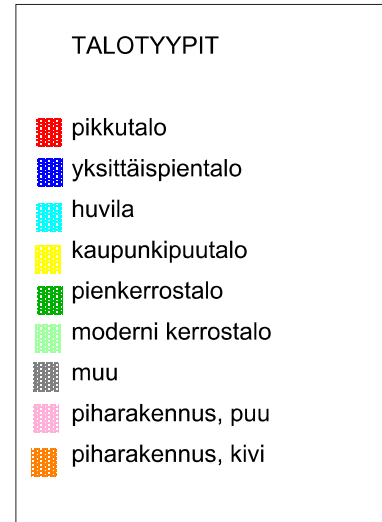 TALOTYYPIT
pikkutalo
yksittäispientalo
huvila
kaupunkipuutalo
pienkerrostalo
moderni kerrostalo
muu
piharakennus, puu
piharakennus, kivi